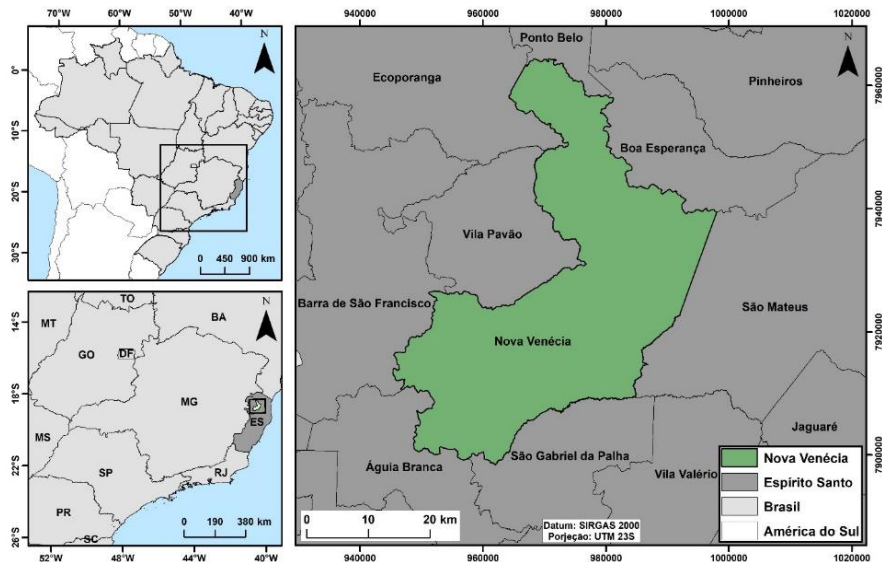 60°W 50°W 40°W
N
0°
10°S
20°S
30°S
0 450 900 km
TO
N
MT
BA
14°S
GO
DF
18°S
MG
ES
MS
22°S
SP
RJ
PR
26°S
SC
0 190 380 km
52°W 48°W 44°W 40°W
940000 960000 980000 1000000 1020000
Ponto Belo
N
Ecoporanga
Pinheiros
7960000
Boa Esperança
7940000
Vila Pavão
Barra de São Francisco
São Mateus
Nova Venécia
7920000
Jaguaré
São Gabriel da Palha
Águia Branca
Vila Valério
7900000
0 10 20 km
Datum: SIRGAS 2000
Porjeção: UTM 23S
Nova Venécia
Espírito Santo
Brasil
América do Sul
940000 960000 980000 1000000 1020000